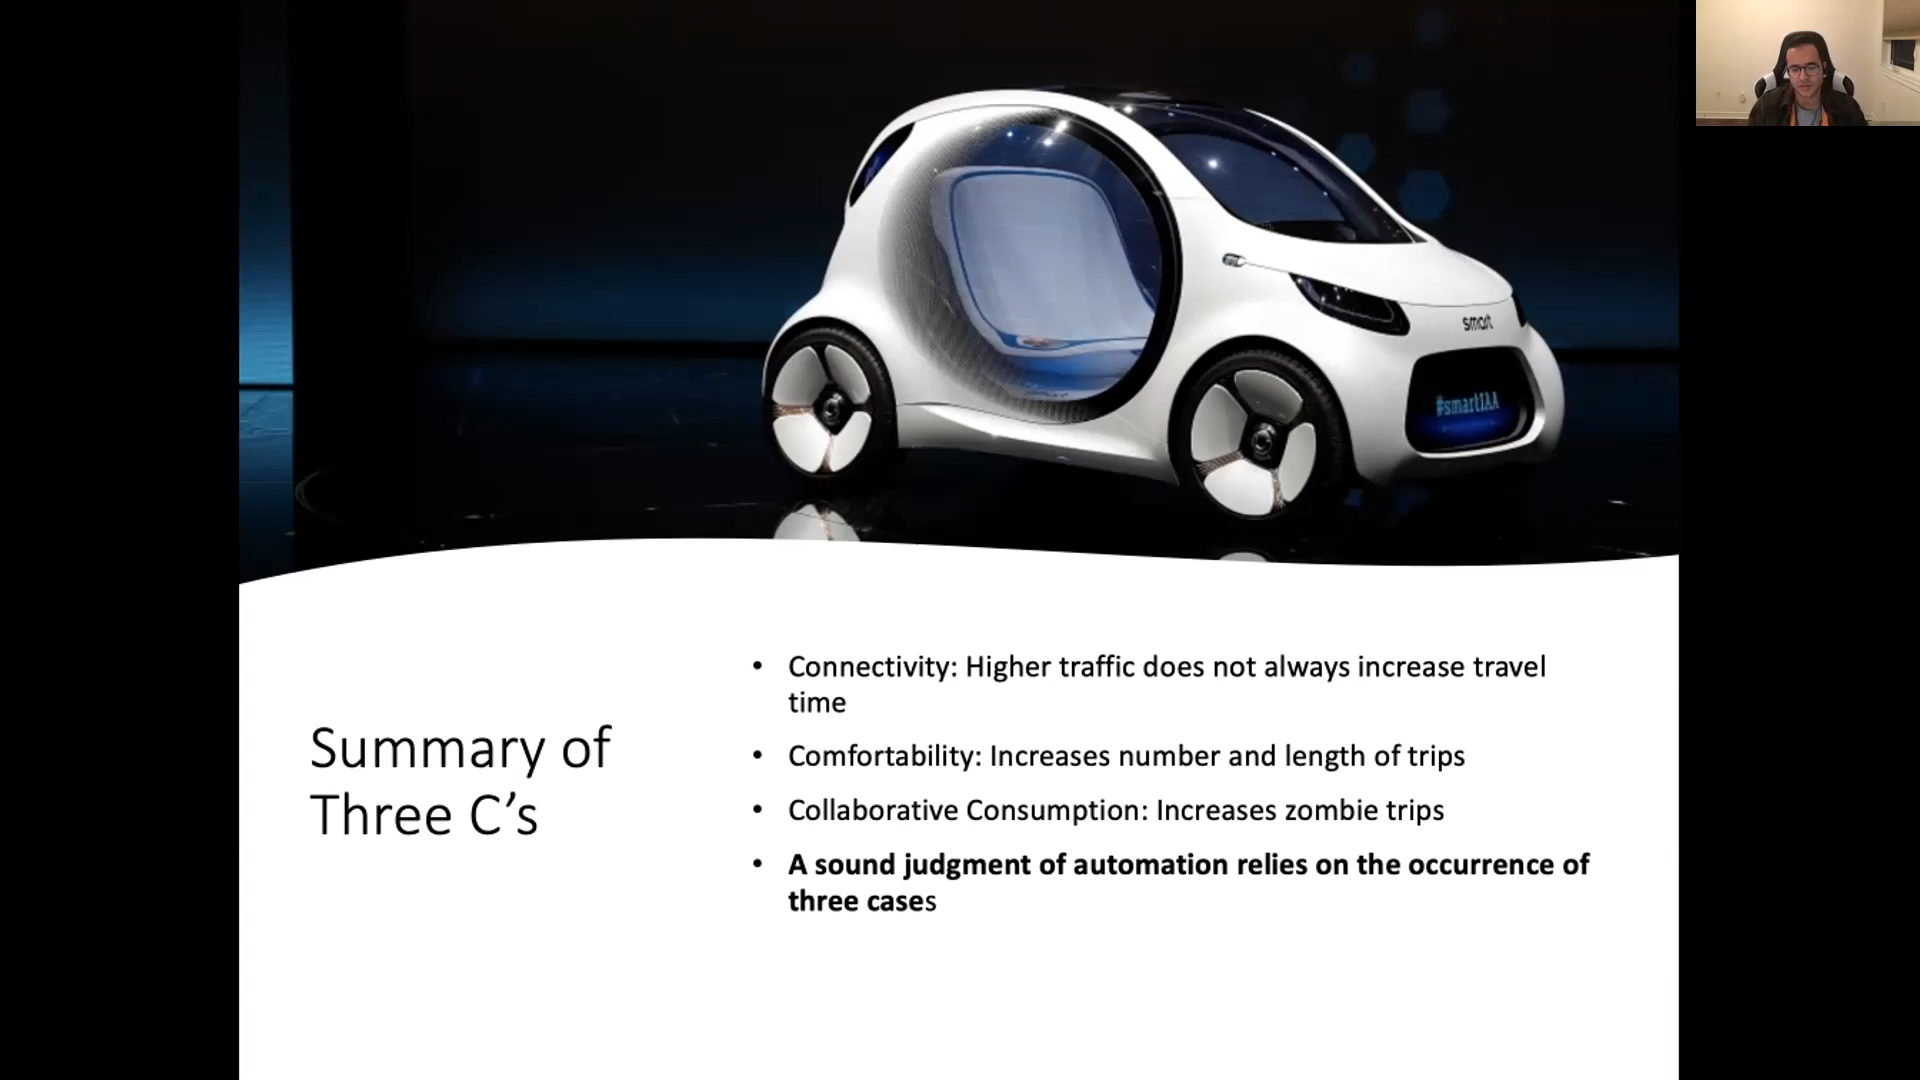 smart
#smartIAA
Summary of
Three C’s
• Connectivity: Higher traffic does not always increase travel
time
• Comfortability: Increases number and length of trips
• Collaborative Consumption: Increases zombie trips
• A sound judgment of automation relies on the occurrence of
three cases